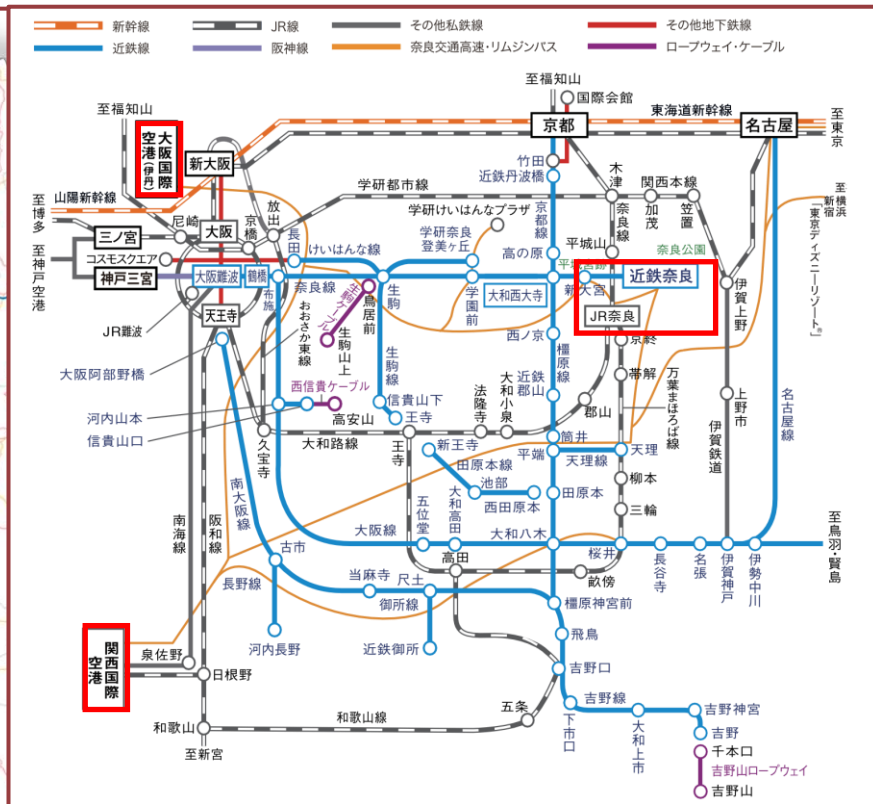 新幹線
JR線
その他私鉄線
その他地下鉄線
近鉄線
阪神線
奈良交通高速・リムジンバス
ロープウェイ・ケーブル
至福知山
国際会館
至福知山
京都
東海道新幹線
名古屋
至東京
大阪国際空港(伊丹)
新大阪
竹田
近鉄丹波橋
木津
関西本線
至博多
山陽新幹線
学研都市線
加茂
笠置
至横浜
新宿
「東京ディズニーリゾート®」
尼崎
京橋
放出
長田
学研けいはんなプラザ
京都線
奈良線
三ノ宮
大阪
けいはんな線
学研奈良登美ヶ丘
高の原
平城山
奈良公園
至神戸空港
コスモスクエア
平城宮跡
神戸三宮
大阪難波
鶴橋
布施
奈良線
生駒
学園前
大和西大寺
新大宮
近鉄奈良
伊賀上野
JR難波
天王寺
おおさか東線
生駒ケーブル
鳥居前
生駒山上
JR奈良
西ノ京
京終
大阪阿部野橋
生駒線
橿原線
帯解
万葉まほろば線
西信貴ケーブル
近鉄郡山
河内山本
高安山
信貴山下
王寺
法隆寺
大和小泉
郡山
上野市
名古屋線
信貴山口
久宝寺
大和路線
王寺
新王寺
筒井
伊賀鉄道
田原本線
平端
天理線
天理
池部
柳本
南大阪線
西田原本
田原本
南海線
阪和線
五位堂
大和高田
三輪
大阪線
大和八木
桜井
至鳥羽・賢島
古市
高田
長谷寺
名張
伊賀神戸
伊勢中川
長野線
当麻寺
尺土
畝傍
御所線
橿原神宮前
河内長野
近鉄御所
飛鳥
関西国際空港
泉佐野
日根野
吉野口
五条
吉野線
吉野神宮
和歌山
和歌山線
下市口
大和上市
吉野
至新宮
千本口
吉野山ロープウェイ
吉野山